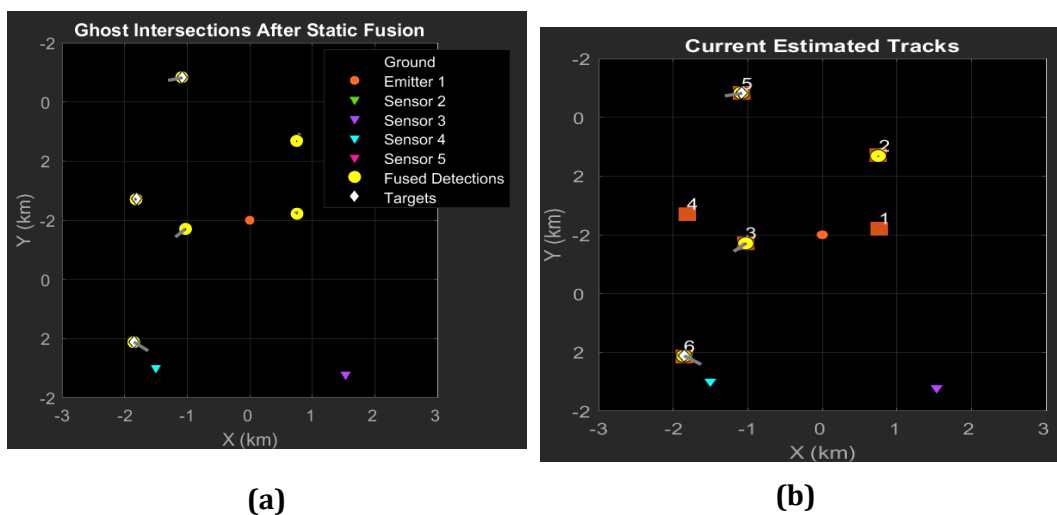 Ghost Intersections After Static Fusion
Ground
Emitter 1
Sensor 2
Sensor 3
Sensor 4
Sensor 5
Fused Detections
Targets
Y (km)
-2
0
2
-2
0
2
-2
-3 -2 -1 0 1 2 3
X (km)
(a)
Current Estimated Tracks
5
2
4
1
3
6
Y (km)
-2
0
2
-2
0
2
-2
-3 -2 -1 0 1 2 3
X (km)
(b)